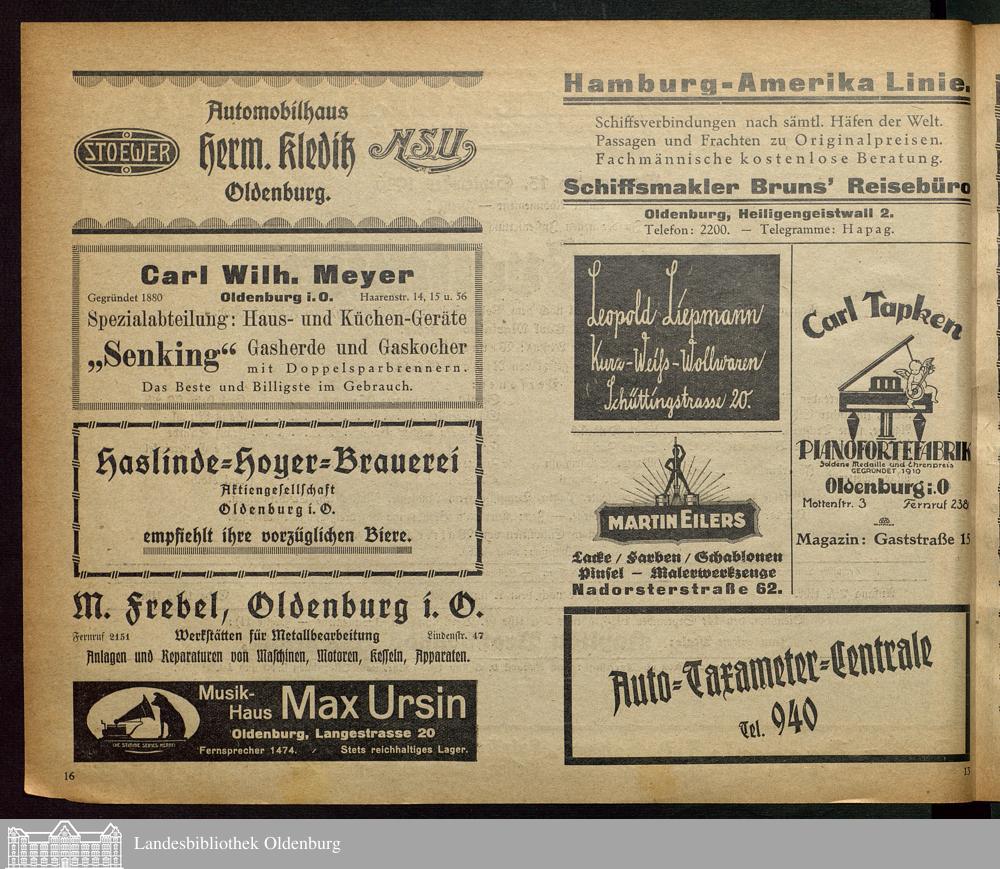 Automobilhaus
STOEWER
Herm. Kleditz
N.S.U.
Oldenburg.
Carl Wilh. Meyer
Gegründet 1880 Oldenburg i.O. Haarenstr. 14, 15 u. 56
Spezialabteilung: Haus- und Küchen-Geräte
„Senking“ Gasherde und Gaskocher
mit Doppelsparbrennern.
Das Beste und Billigste im Gebrauch.
Haslinde=Hoyer=Brauerei
Aktiengesellschaft
Oldenburg i. O.
empfiehlt ihre vorzüglichen Biere.
M. Frebel, Oldenburg i. O.
Fernruf 2151 Werkstätten für Metallbearbeitung Lindenstr. 47
Anlagen und Reparaturen von Maschinen, Motoren, Kesseln, Apparaten.
Musik-
Haus Max Ursin
Oldenburg, Langestrasse 20
Fernsprecher 1474. / Stets reichhaltiges Lager.
16
Hamburg-Amerika Linie.
Schiffsverbindungen nach sämtl. Häfen der Welt.
Passagen und Frachten zu Originalpreisen.
Fachmännische kostenlose Beratung.
Schiffsmakler Bruns' Reisebüro
Oldenburg, Heiligengeistwall 2.
Telefon: 2200. — Telegramme: Hapag.
Leopold Liepmann
Kurz-Weiß-Wollwaren
Schüttingstrasse 20.
MARTIN EILERS
Lacke / Farben / Schablonen
Pinsel — Malerwerkzeuge
Nadorsterstraße 62.
Carl Tapken
PIANOFORTEFABRIK
Goldene Medaille und Ehrenpreis
GEGRÜNDET 1910
Oldenburg i.O
Mottenstr. 3 Fernruf 238
Magazin: Gaststraße 15
Auto=Taxameter=Centrale
Tel. 940
13
Landesbibliothek Oldenburg